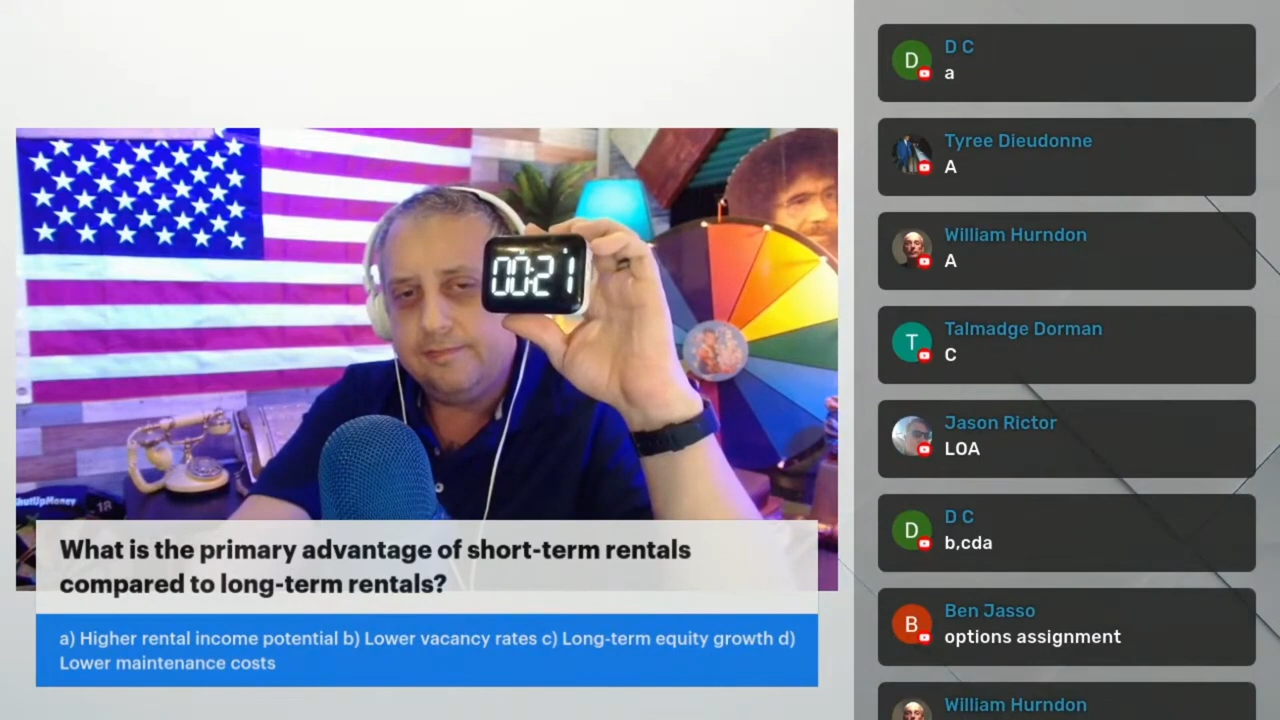 00:21
ShutUpMoney
18
What is the primary advantage of short-term rentals
compared to long-term rentals?
a) Higher rental income potential b) Lower vacancy rates c) Long-term equity growth d)
Lower maintenance costs
D
D C
a
Tyree Dieudonne
A
William Hurndon
A
T
Talmadge Dorman
C
Jason Rictor
LOA
D
D C
b,cda
B
Ben Jasso
options assignment
William Hurndon